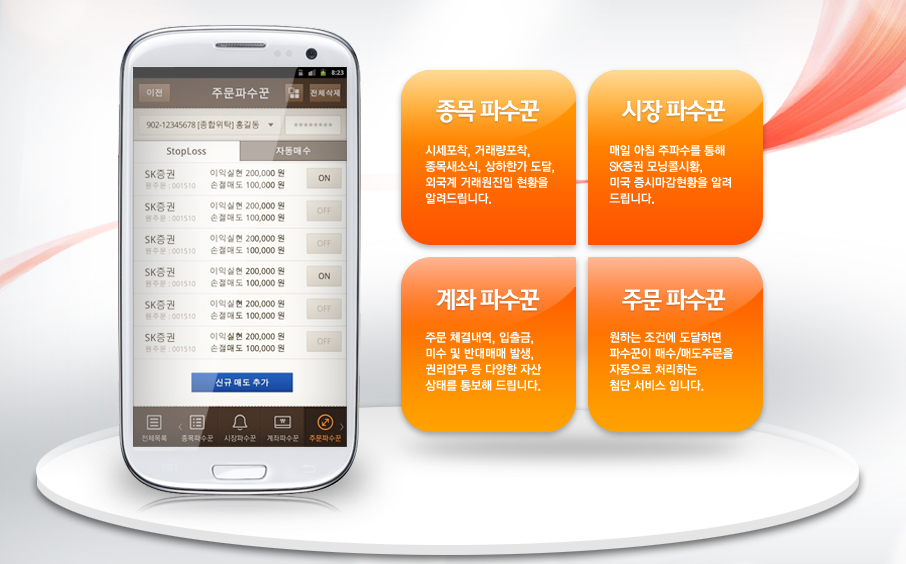 8:23
이전
주문파수꾼
전체삭제
902-12345678 [종합위탁] 홍길동
********
StopLoss
자동매수
SK증권
이익실현 200,000 원
ON
원주문 : 001510
손절매도 100,000 원
SK증권
이익실현 200,000 원
OFF
원주문 : 001510
손절매도 100,000 원
SK증권
이익실현 200,000 원
OFF
원주문 : 001510
손절매도 100,000 원
SK증권
이익실현 200,000 원
ON
원주문 : 001510
손절매도 100,000 원
SK증권
이익실현 200,000 원
OFF
원주문 : 001510
손절매도 100,000 원
SK증권
이익실현 200,000 원
OFF
원주문 : 001510
손절매도 100,000 원
신규 매도 추가
전체목록
종목파수꾼
시장파수꾼
계좌파수꾼
주문파수꾼
종목 파수꾼
시세포착, 거래량포착,
종목새소식, 상하한가 도달,
외국계 거래원진입 현황을
알려드립니다.
시장 파수꾼
매일 아침 주파수를 통해
SK증권 모닝콜시황,
미국 증시마감현황을 알려
드립니다.
계좌 파수꾼
주문 체결내역, 입출금,
미수 및 반대매매 발생,
권리업무 등 다양한 자산
상태를 통보해 드립니다.
주문 파수꾼
원하는 조건에 도달하면
파수꾼이 매수/매도주문을
자동으로 처리하는
첨단 서비스 입니다.